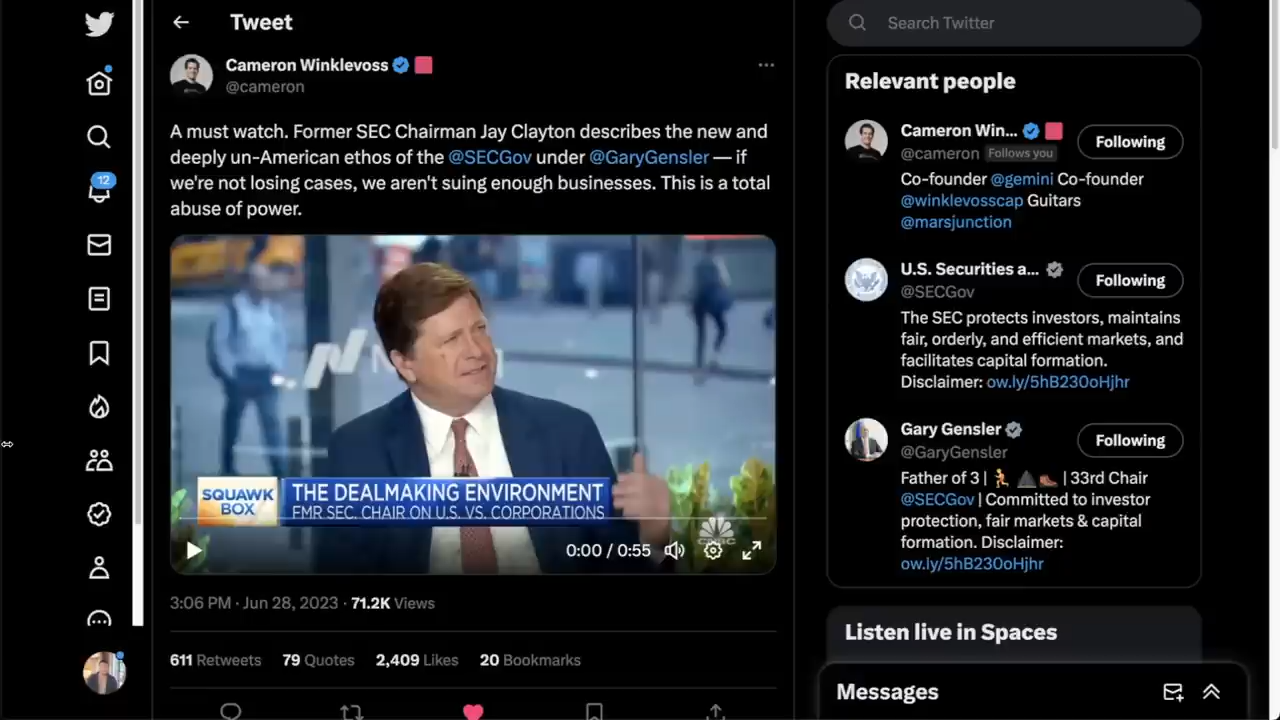 Tweet
Cameron Winklevoss
@cameron
A must watch. Former SEC Chairman Jay Clayton describes the new and
deeply un-American ethos of the @SECGov under @GaryGensler — if
we're not losing cases, we aren't suing enough businesses. This is a total
abuse of power.
SQUAWK
BOX
THE DEALMAKING ENVIRONMENT
FMR SEC. CHAIR ON U.S. VS. CORPORATIONS
CNBC
0:00 / 0:55
3:06 PM · Jun 28, 2023 · 71.2K Views
611 Retweets 79 Quotes 2,409 Likes 20 Bookmarks
12
Search Twitter
Relevant people
Cameron Win...
@cameron Follows you
Following
Co-founder @gemini Co-founder
@winklevosscap Guitars
@marsjunction
U.S. Securities a...
@SECGov
Following
The SEC protects investors, maintains
fair, orderly, and efficient markets, and
facilitates capital formation.
Disclaimer: ow.ly/5hB230oHjhr
Gary Gensler
@GaryGensler
Following
Father of 3 | 🏃 ⛰️🥾 | 33rd Chair
@SECGov | Committed to investor
protection, fair markets & capital
formation. Disclaimer:
ow.ly/5hB230oHjhr
Listen live in Spaces
Messages